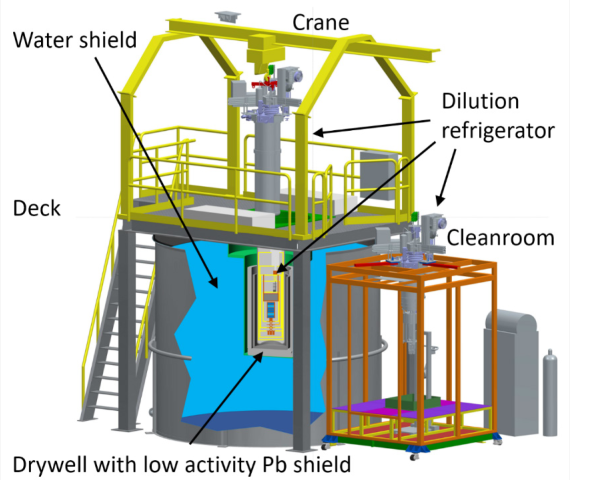 Crane
Water shield
Dilution
refrigerator
Deck
Cleanroom
Drywell with low activity Pb shield